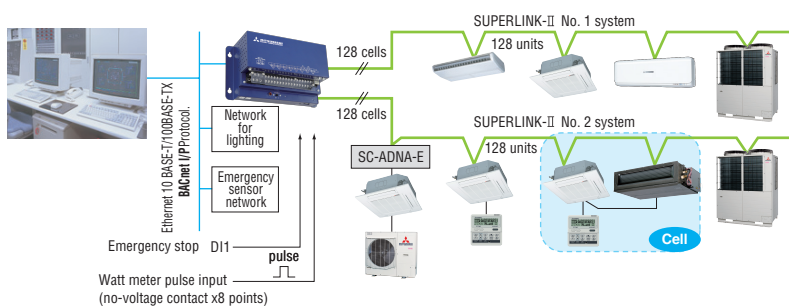 SUPERLINK-Ⅱ No. 1 system
128 cells
128 units
128 cells
SUPERLINK-Ⅱ No. 2 system
128 units
Ethernet 10 BASE-T/100BASE-TX
BACnet I/PProtocol.
Network
for
lighting
SC-ADNA-E
Emergency
sensor
network
Cell
Emergency stop DI1
pulse
Watt meter pulse input
(no-voltage contact x8 points)